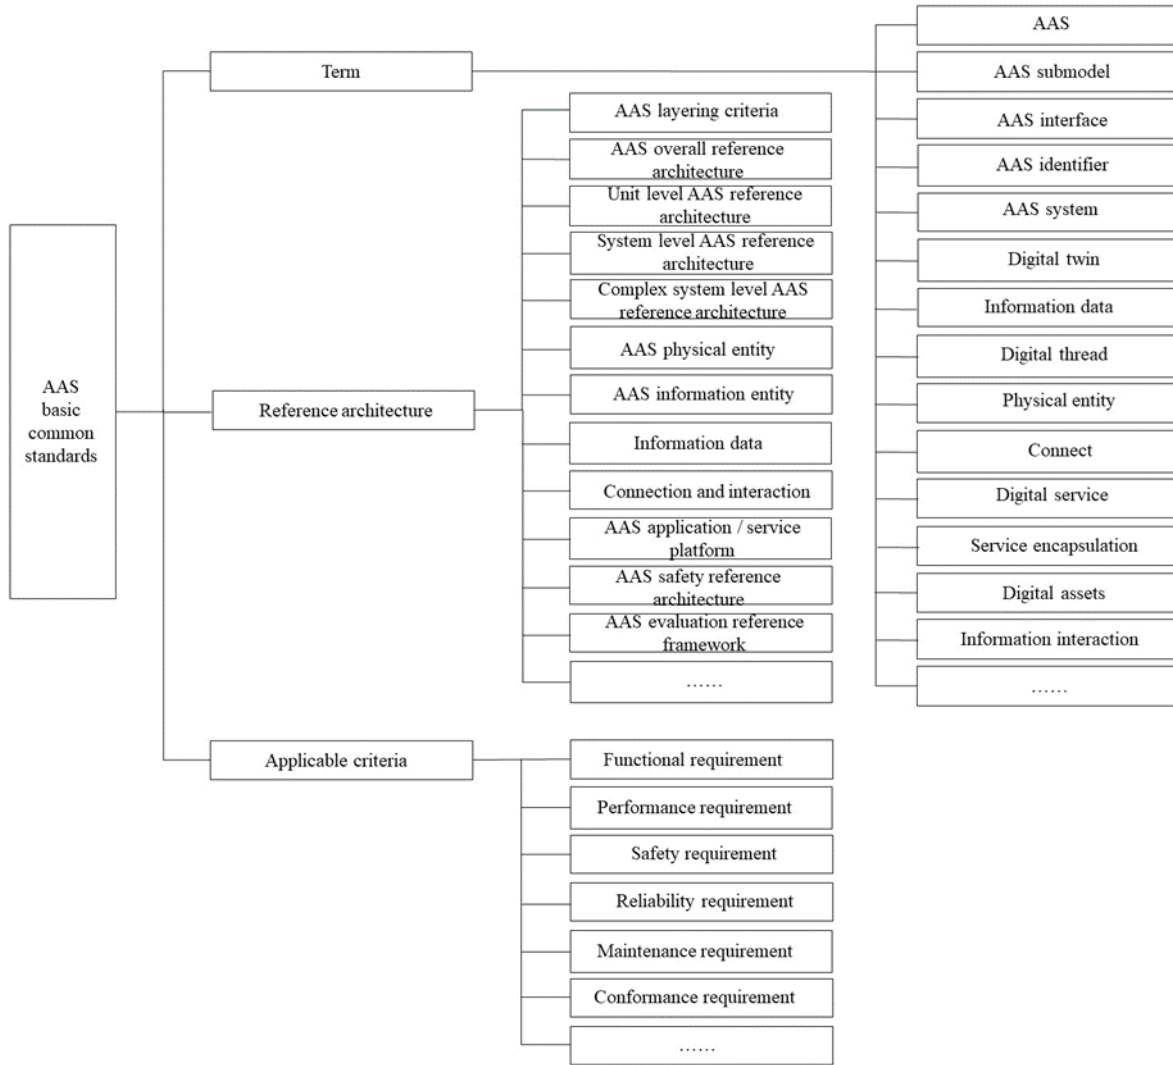 AAS
basic
common
standards
Term
AAS
AAS submodel
AAS interface
AAS identifier
AAS system
Digital twin
Information data
Digital thread
Physical entity
Connect
Digital service
Service encapsulation
Digital assets
Information interaction
……
Reference architecture
AAS layering criteria
AAS overall reference
architecture
Unit level AAS reference
architecture
System level AAS reference
architecture
Complex system level AAS
reference architecture
AAS physical entity
AAS information entity
Information data
Connection and interaction
AAS application / service
platform
AAS safety reference
architecture
AAS evaluation reference
framework
……
Applicable criteria
Functional requirement
Performance requirement
Safety requirement
Reliability requirement
Maintenance requirement
Conformance requirement
……